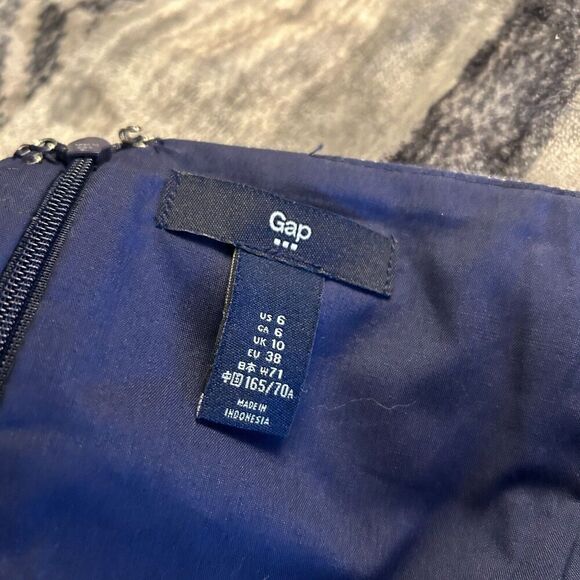 Gap
US 6
CA 6
UK 10
EU 38
日本 W71
中国 165/70A
MADE IN
INDONESIA